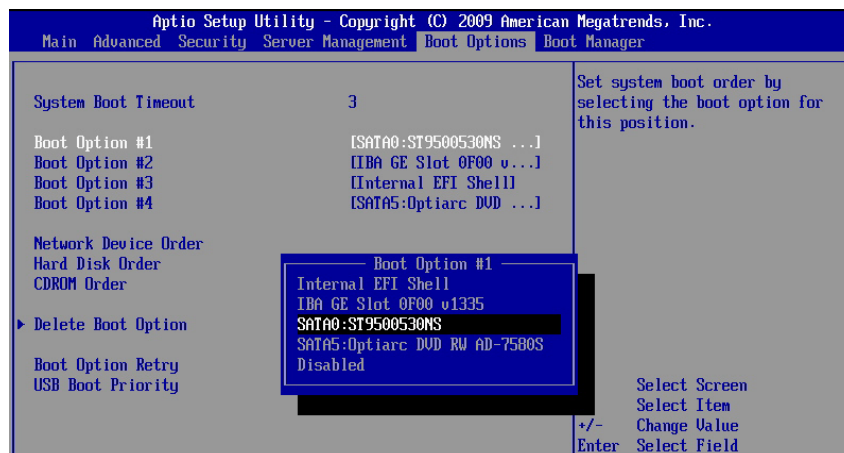 Aptio Setup Utility - Copyright (C) 2009 American Megatrends, Inc.
Main Advanced Security Server Management Boot Options Boot Manager
System Boot Timeout 3
Boot Option #1 [SATA0:ST9500530NS ...]
Boot Option #2 [IBA GE Slot 0F00 v...]
Boot Option #3 [Internal EFI Shell]
Boot Option #4 [SATA5:Optiarc DVD ...]
Network Device Order
Hard Disk Order
CDROM Order
Delete Boot Option
Boot Option Retry
USB Boot Priority
Boot Option #1
Internal EFI Shell
IBA GE Slot 0F00 v1335
SATA0:ST9500530NS
SATA5:Optiarc DVD RW AD-7580S
Disabled
Set system boot order by
selecting the boot option for
this position.
Select Screen
Select Item
+/- Change Value
Enter Select Field